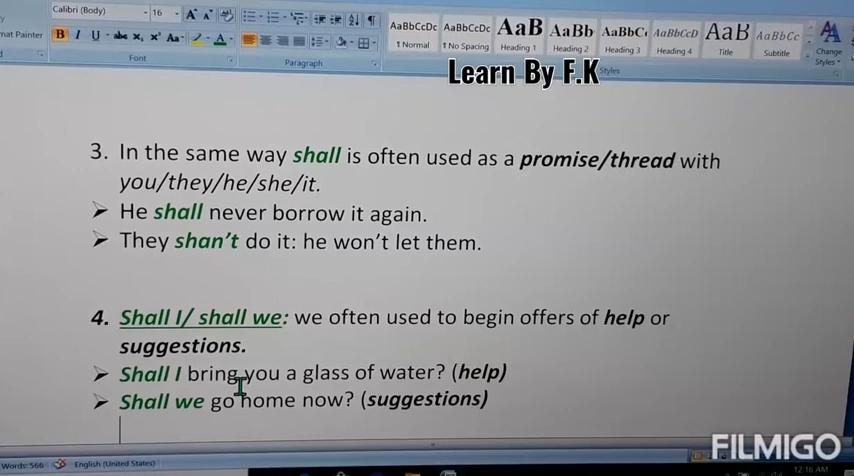 Calibri (Body)
16
mat Painter
B I U abc X₂ X² Aa
Font
Paragraph
AaBbCcDc AaBbCcDc AaB AaBb AaBbCc AaBbCcD AaB AaBbCc
¶ Normal ¶ No Spacing Heading 1 Heading 2 Heading 3 Heading 4 Title Subtitle
Change
Styles
Styles
Learn By F.K
3. In the same way shall is often used as a promise/thread with
you/they/he/she/it.
➢ He shall never borrow it again.
➢ They shan't do it: he won't let them.
4. Shall I/ shall we: we often used to begin offers of help or
suggestions.
➢ Shall I bring you a glass of water? (help)
➢ Shall we go home now? (suggestions)
Words: 566 English (United States)
FILMIGO
12:16 AM